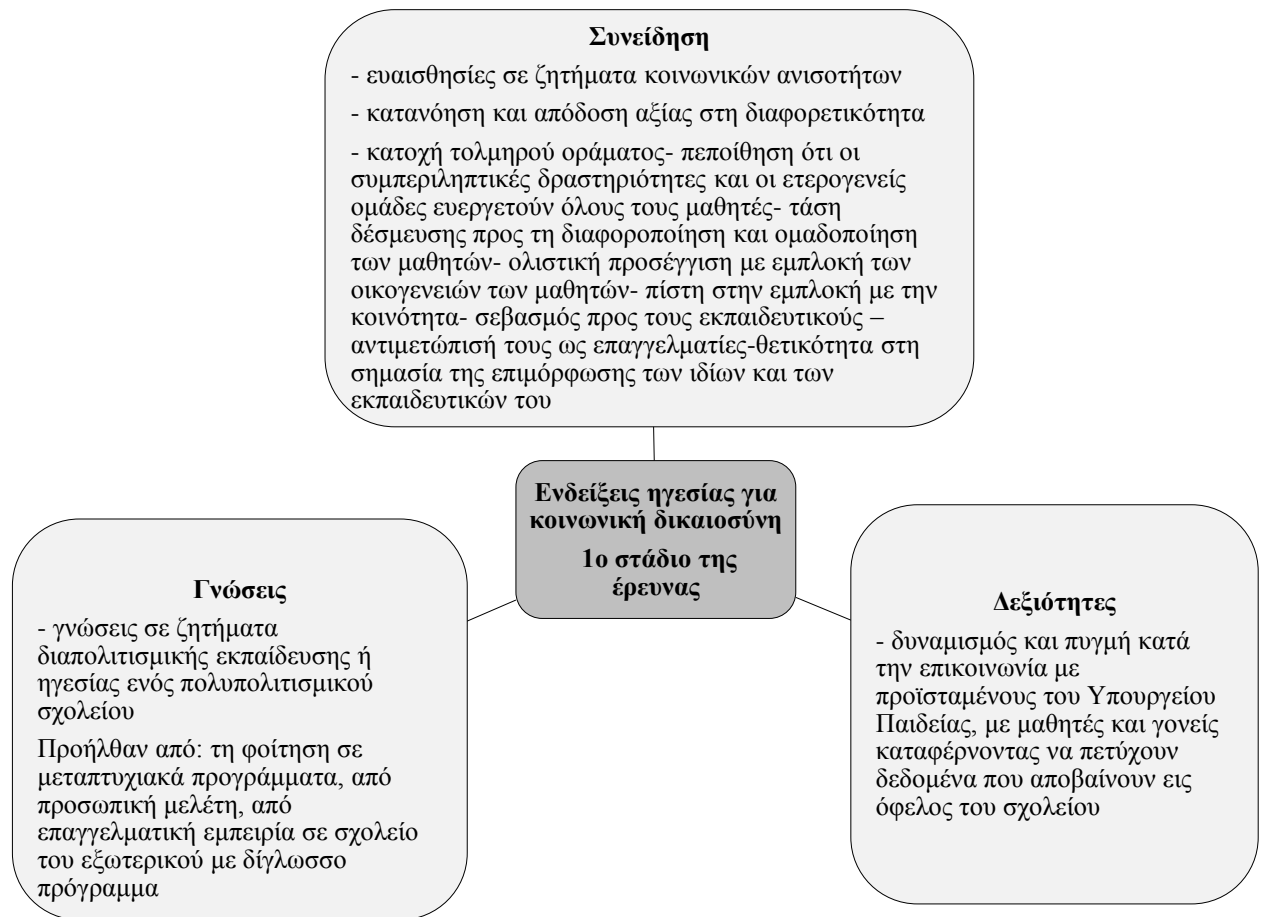 Συνείδηση
- ευαισθησίες σε ζητήματα κοινωνικών ανισοτήτων
- κατανόηση και απόδοση αξίας στη διαφορετικότητα
- κατοχή τολμηρού οράματος- πεποίθηση ότι οι
συμπεριληπτικές δραστηριότητες και οι ετερογενείς
ομάδες ευεργετούν όλους τους μαθητές- τάση
δέσμευσης προς τη διαφοροποίηση και ομαδοποίηση
των μαθητών- ολιστική προσέγγιση με εμπλοκή των
οικογενειών των μαθητών- πίστη στην εμπλοκή με την
κοινότητα- σεβασμός προς τους εκπαιδευτικούς –
αντιμετώπισή τους ως επαγγελματίες-θετικότητα στη
σημασία της επιμόρφωσης των ιδίων και των
εκπαιδευτικών του
Ενδείξεις ηγεσίας για
κοινωνική δικαιοσύνη
1ο στάδιο της
έρευνας
Γνώσεις
- γνώσεις σε ζητήματα
διαπολιτισμικής εκπαίδευσης ή
ηγεσίας ενός πολυπολιτισμικού
σχολείου
Προήλθαν από: τη φοίτηση σε
μεταπτυχιακά προγράμματα, από
προσωπική μελέτη, από
επαγγελματική εμπειρία σε σχολείο
του εξωτερικού με δίγλωσσο
πρόγραμμα
Δεξιότητες
- δυναμισμός και πυγμή κατά
την επικοινωνία με
προϊσταμένους του Υπουργείου
Παιδείας, με μαθητές και γονείς
καταφέρνοντας να πετύχουν
δεδομένα που αποβαίνουν εις
όφελος του σχολείου